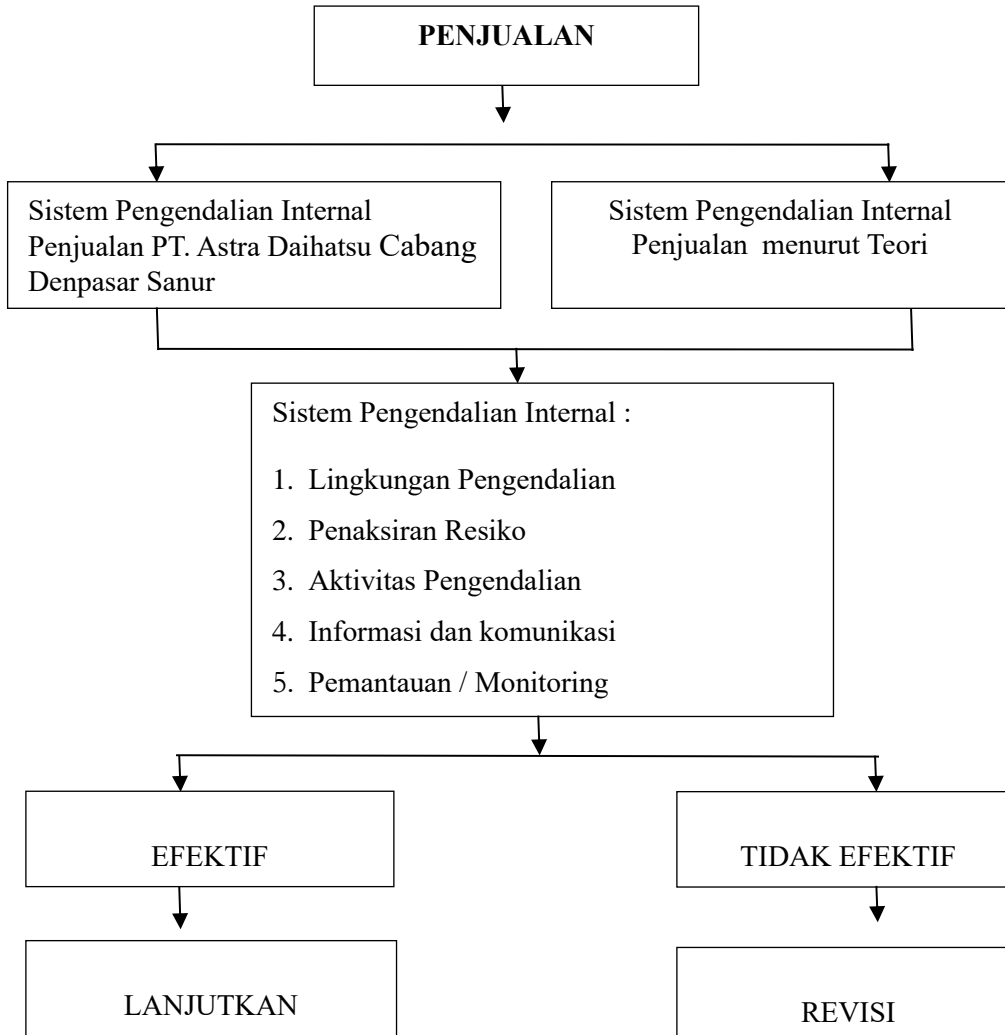 PENJUALAN
Sistem Pengendalian Internal
Penjualan PT. Astra Daihatsu Cabang
Denpasar Sanur
Sistem Pengendalian Internal
Penjualan menurut Teori
Sistem Pengendalian Internal :
1. Lingkungan Pengendalian
2. Penaksiran Resiko
3. Aktivitas Pengendalian
4. Informasi dan komunikasi
5. Pemantauan / Monitoring
EFEKTIF
TIDAK EFEKTIF
LANJUTKAN
REVISI